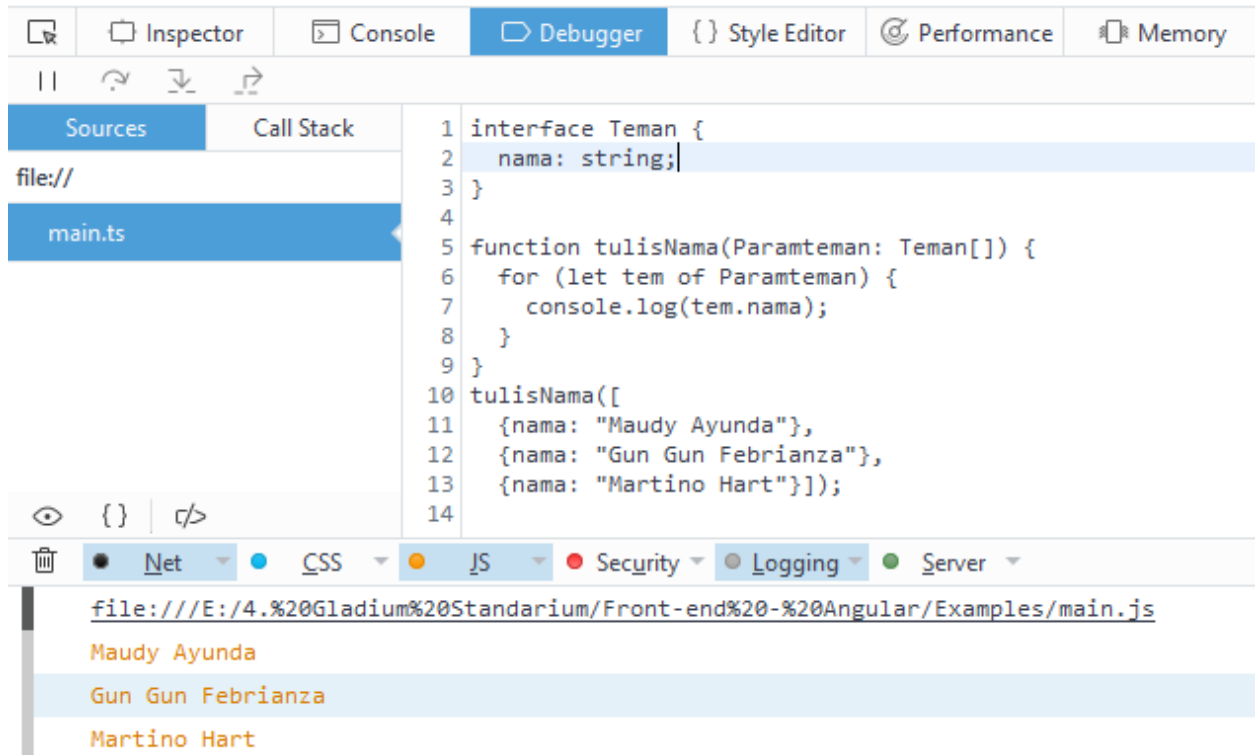 Inspector Console Debugger { } Style Editor Performance Memory
Sources Call Stack
file://
main.ts
1 interface Teman {
2   nama: string;
3 }
4
5 function tulisNama(Paramteman: Teman[]) {
6   for (let tem of Paramteman) {
7     console.log(tem.nama);
8   }
9 }
10 tulisNama([
11   {nama: "Maudy Ayunda"},
12   {nama: "Gun Gun Febrianza"},
13   {nama: "Martino Hart"}]);
14
{ }
Net CSS JS Security Logging Server
file:///E:/4.%20Gladium%20Standarium/Front-end%20-%20Angular/Examples/main.js
Maudy Ayunda
Gun Gun Febrianza
Martino Hart